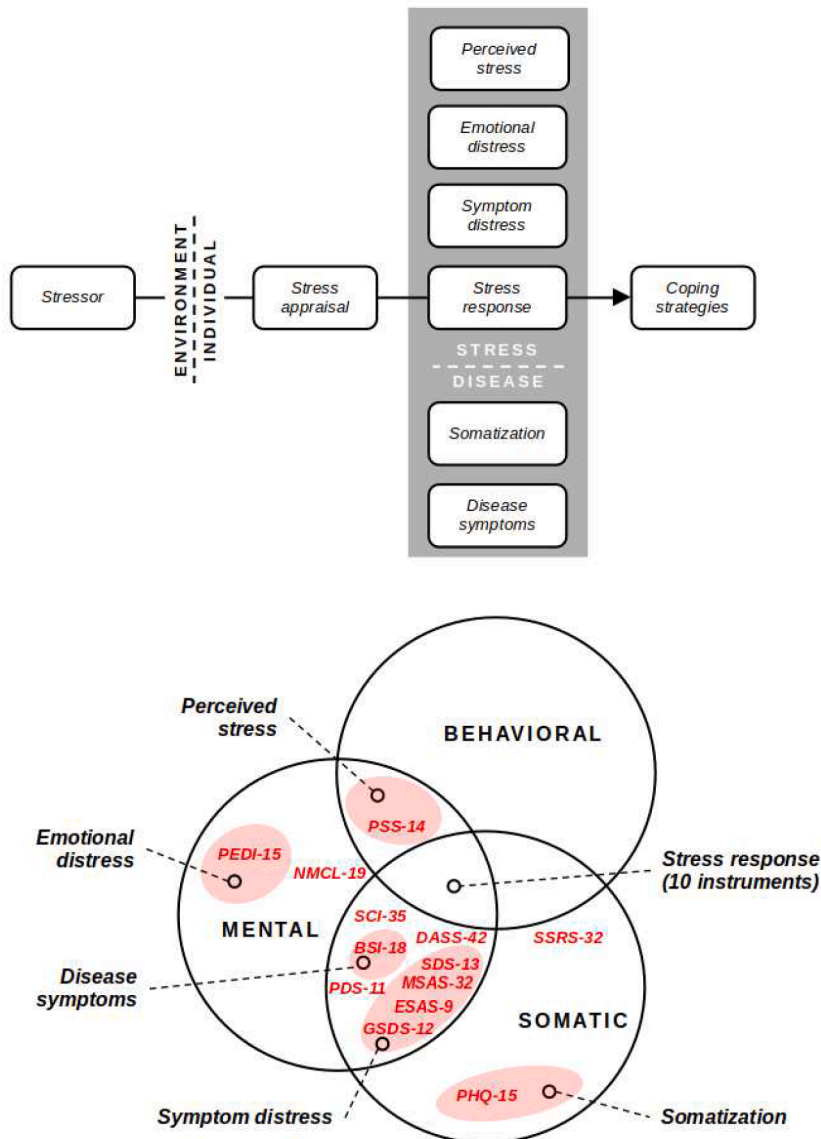 Perceived
stress
Emotional
distress
Symptom
distress
Stressor
ENVIRONMENT
INDIVIDUAL
Stress
appraisal
Stress
response
Coping
strategies
STRESS
DISEASE
Somatization
Disease
symptoms
Perceived
stress
BEHAVIORAL
PSS-14
Emotional
distress
PEDI-15
NMCL-19
Stress response
(10 instruments)
SCI-35
MENTAL
DASS-42
SSRS-32
BSI-18
SDS-13
Disease
symptoms
PDS-11
MSAS-32
ESAS-9
SOMATIC
GSDS-12
PHQ-15
Symptom distress
Somatization